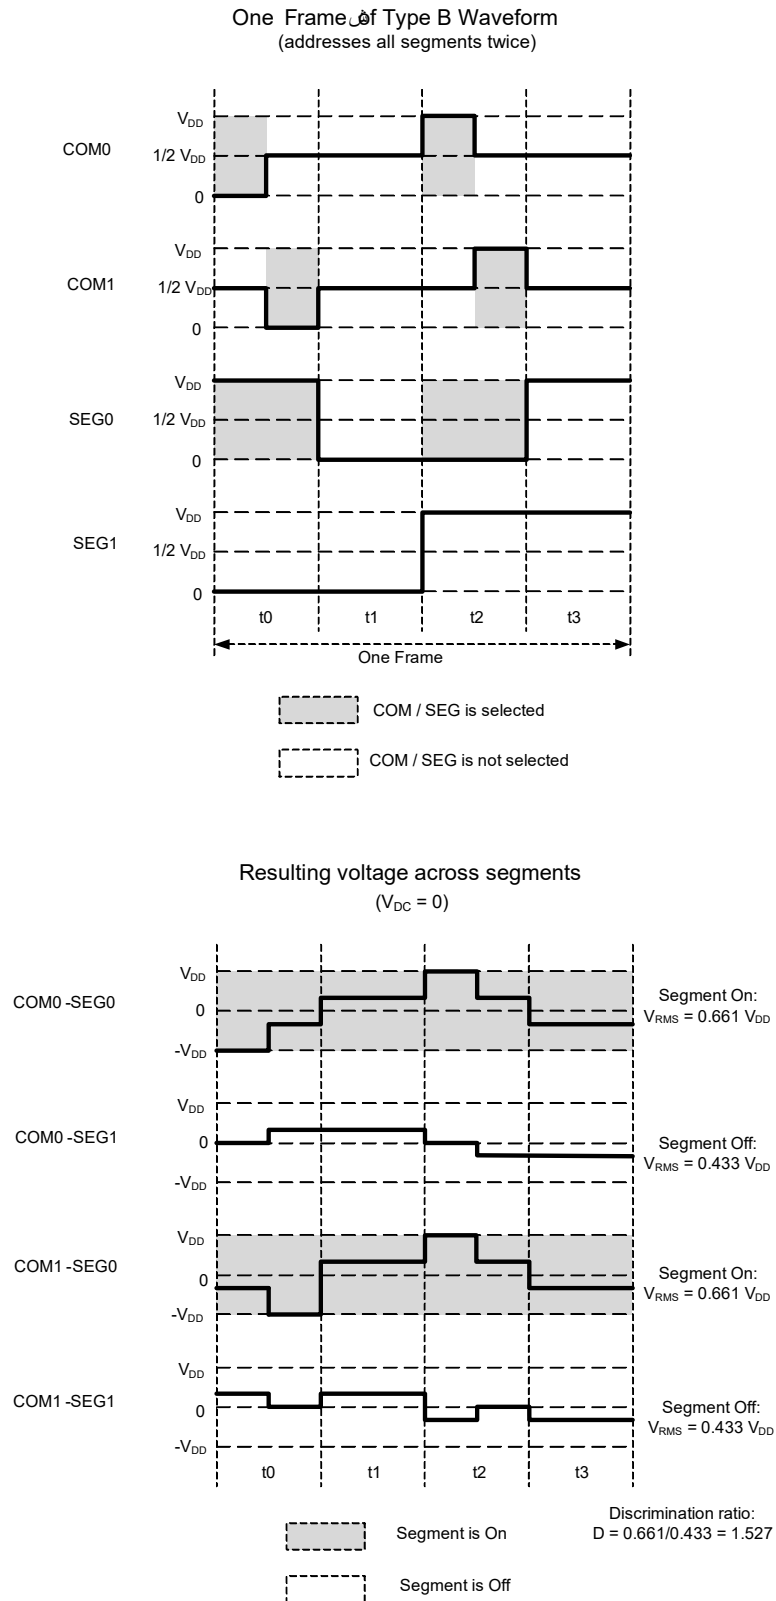 One Frame of Type B Waveform
(addresses all segments twice)
VDD
COM0
1/2 VDD
0
VDD
COM1
1/2 VDD
0
VDD
SEG0
1/2 VDD
0
VDD
SEG1
1/2 VDD
0
t0 t1 t2 t3
One Frame
COM / SEG is selected
COM / SEG is not selected
Resulting voltage across segments
(VDC = 0)
VDD
COM0 -SEG0
0
-VDD
Segment On:
VRMS = 0.661 VDD
VDD
COM0 -SEG1
0
-VDD
Segment Off:
VRMS = 0.433 VDD
VDD
COM1 -SEG0
0
-VDD
Segment On:
VRMS = 0.661 VDD
VDD
COM1 -SEG1
0
-VDD
Segment Off:
VRMS = 0.433 VDD
t0 t1 t2 t3
Discrimination ratio:
D = 0.661/0.433 = 1.527
Segment is On
Segment is Off